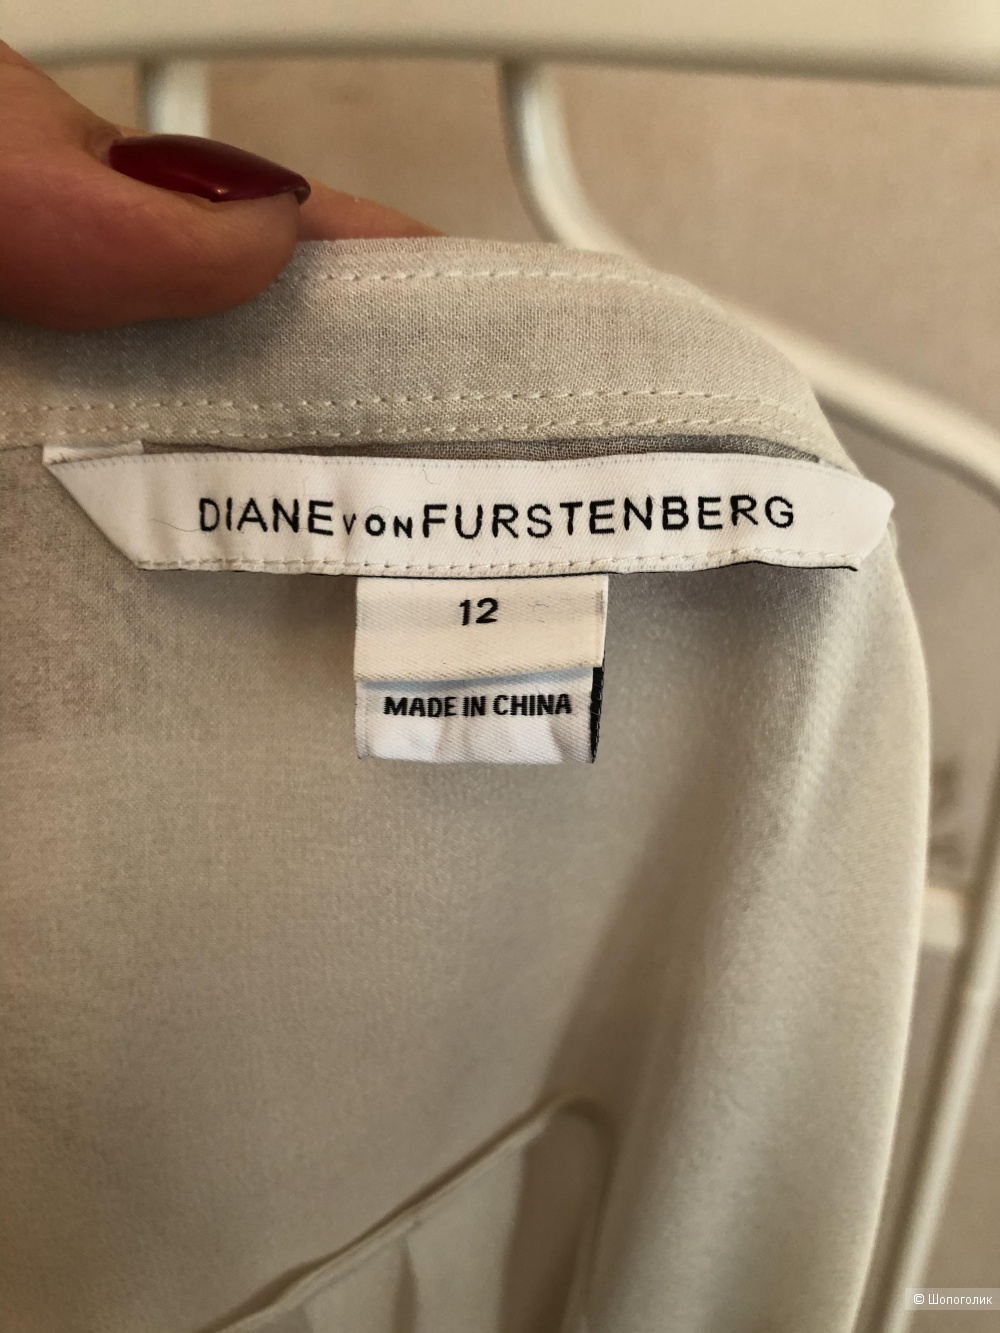 DIANE VON FURSTENBERG
12
MADE IN CHINA
© Шопоголик